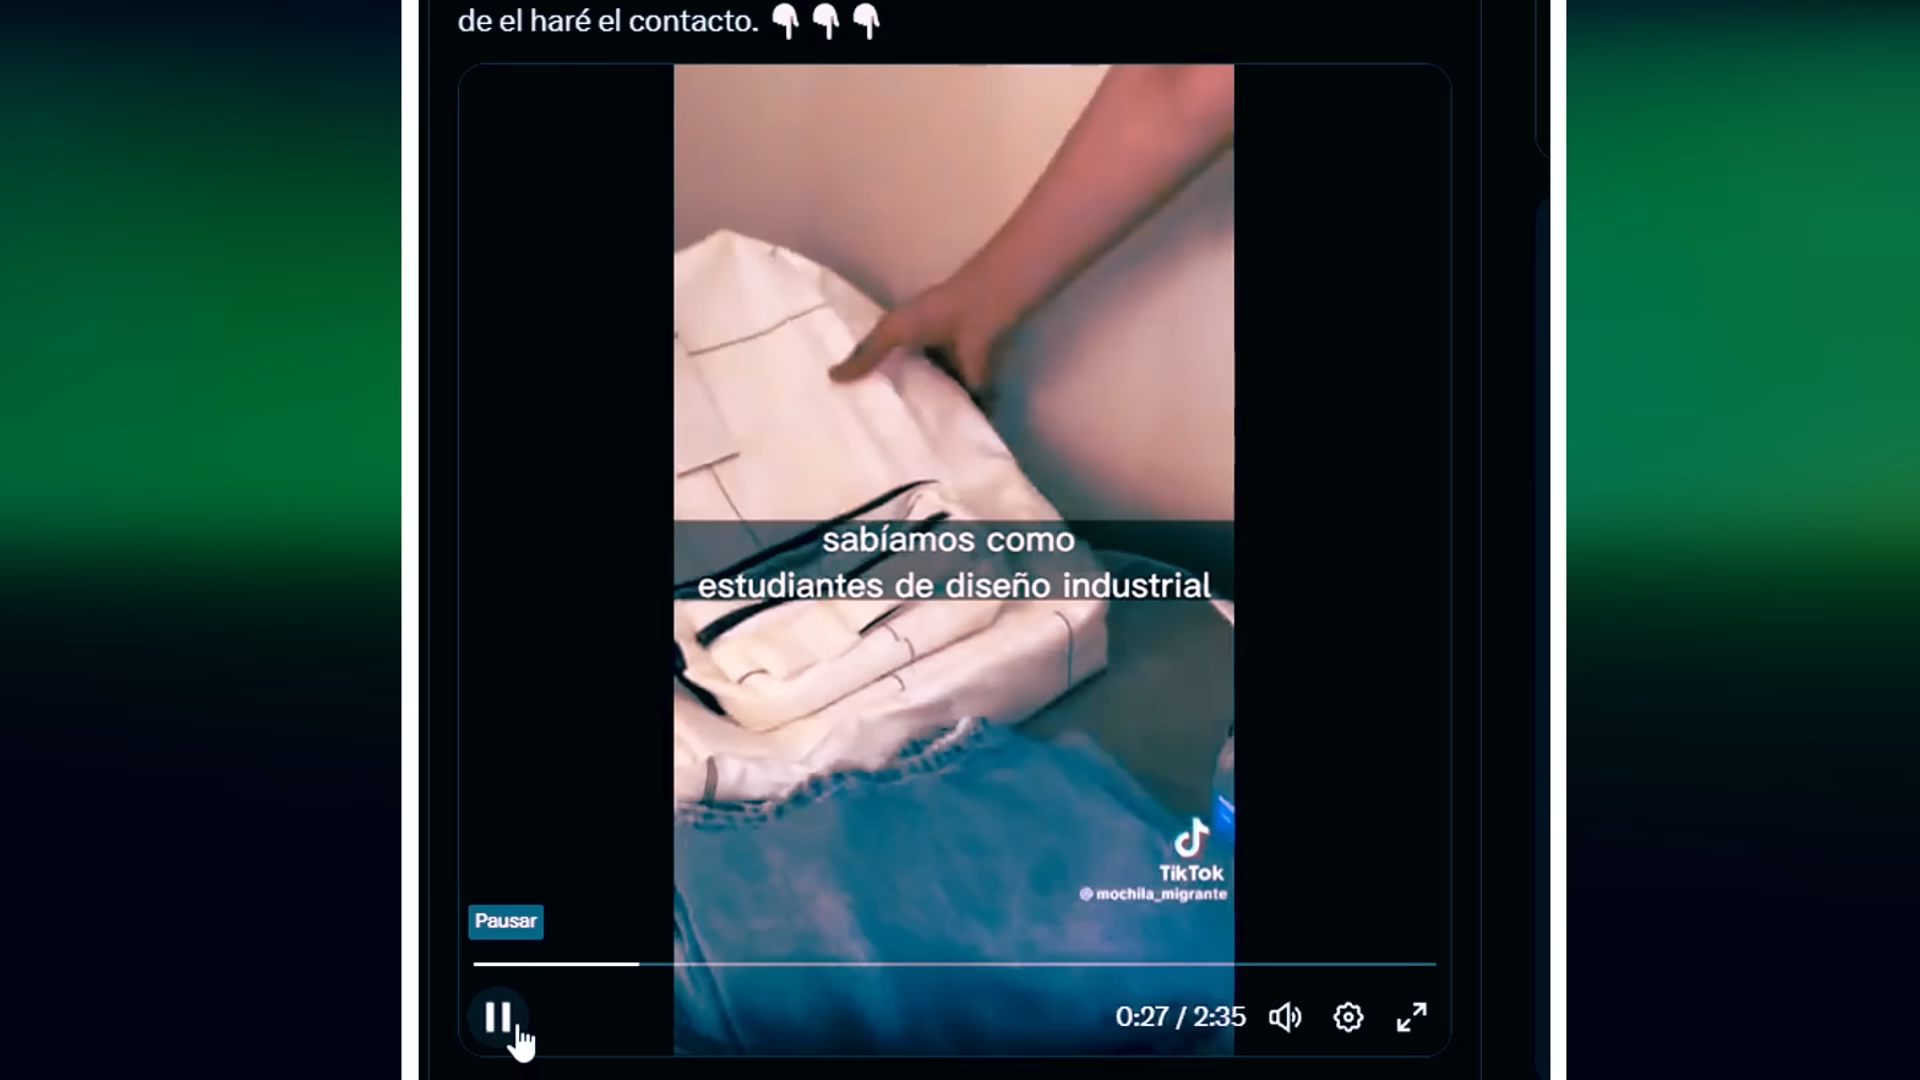 de el haré el contacto. 👇👇👇
sabíamos como
estudiantes de diseño industrial
TikTok
@mochila_migrante
Pausar
0:27 / 2:35